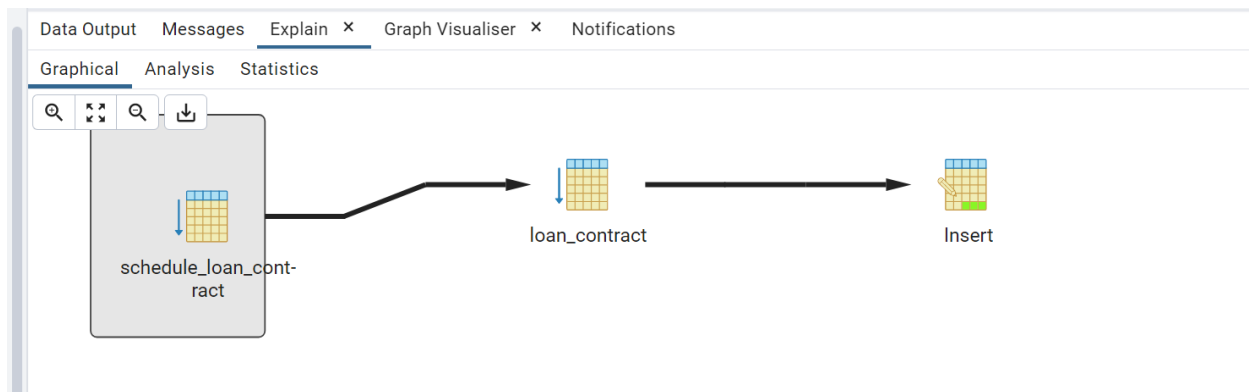 Data Output Messages Explain × Graph Visualiser × Notifications
Graphical Analysis Statistics
schedule_loan_cont-
ract
loan_contract
Insert